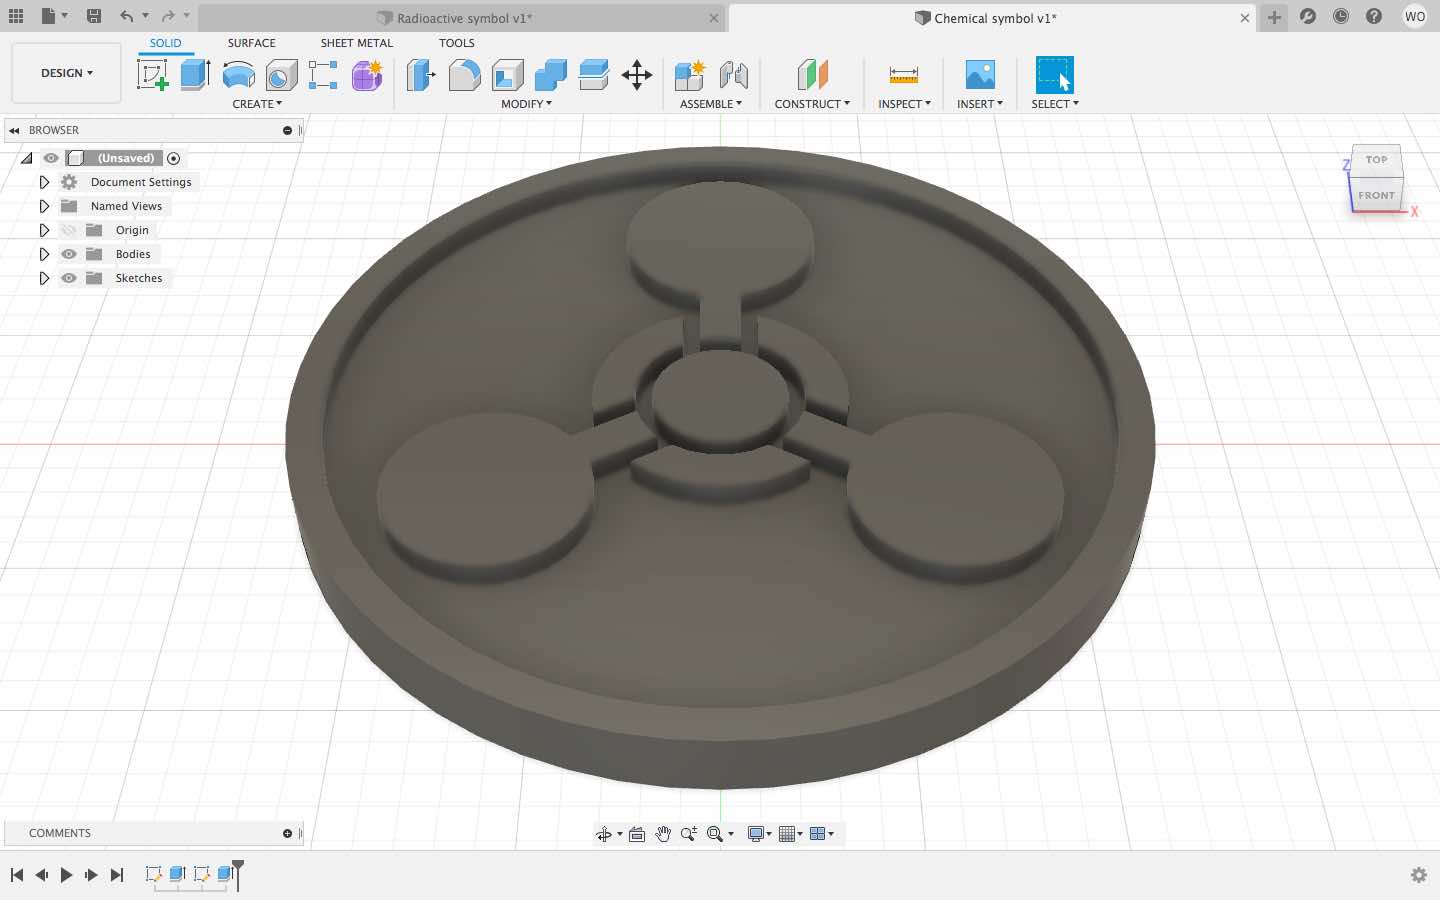 Radioactive symbol v1*
Chemical symbol v1*
WO
DESIGN
SOLID
SURFACE
SHEET METAL
TOOLS
CREATE
MODIFY
ASSEMBLE
CONSTRUCT
INSPECT
INSERT
SELECT
BROWSER
(Unsaved)
Document Settings
Named Views
Origin
Bodies
Sketches
TOP
Z
FRONT
X
COMMENTS